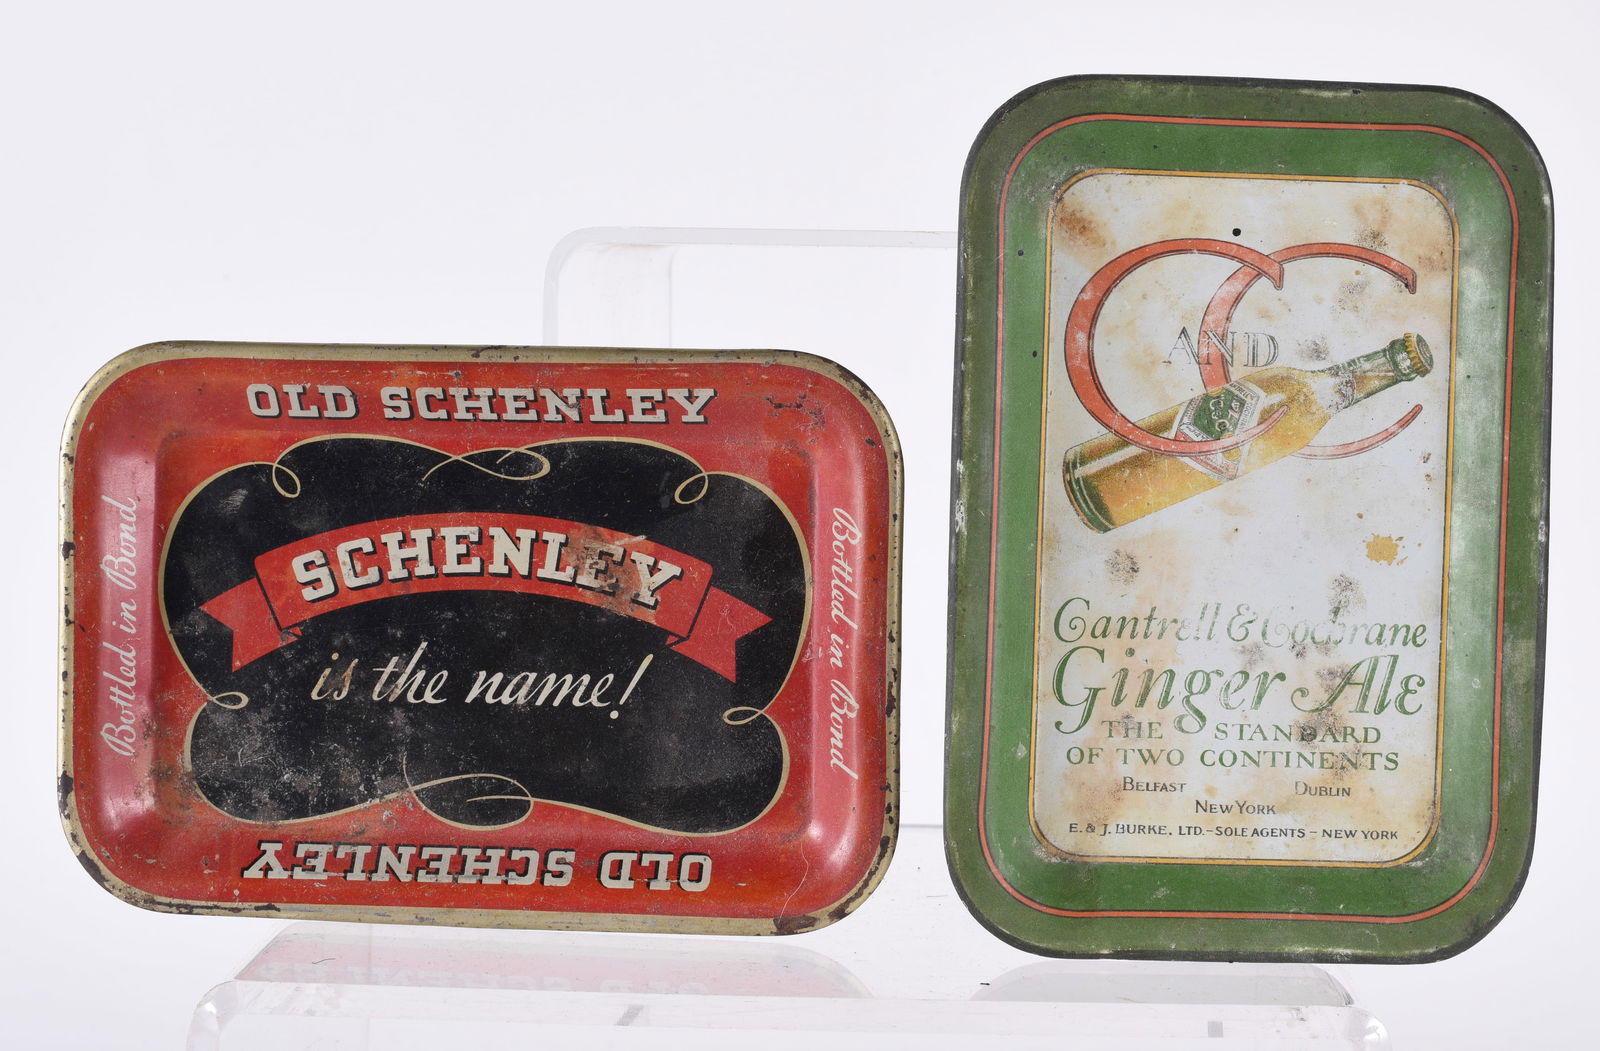 OLD SCHENLEY
Bottled in Bond
SCHENLEY
is the name!
Bottled in Bond
OLD SCHENLEY
C AND C
C&C
Cantrell & Cochrane
Ginger Ale
THE STANDARD
OF TWO CONTINENTS
BELFAST DUBLIN
NEW YORK
E. & J. BURKE, LTD.-SOLE AGENTS-NEW YORK